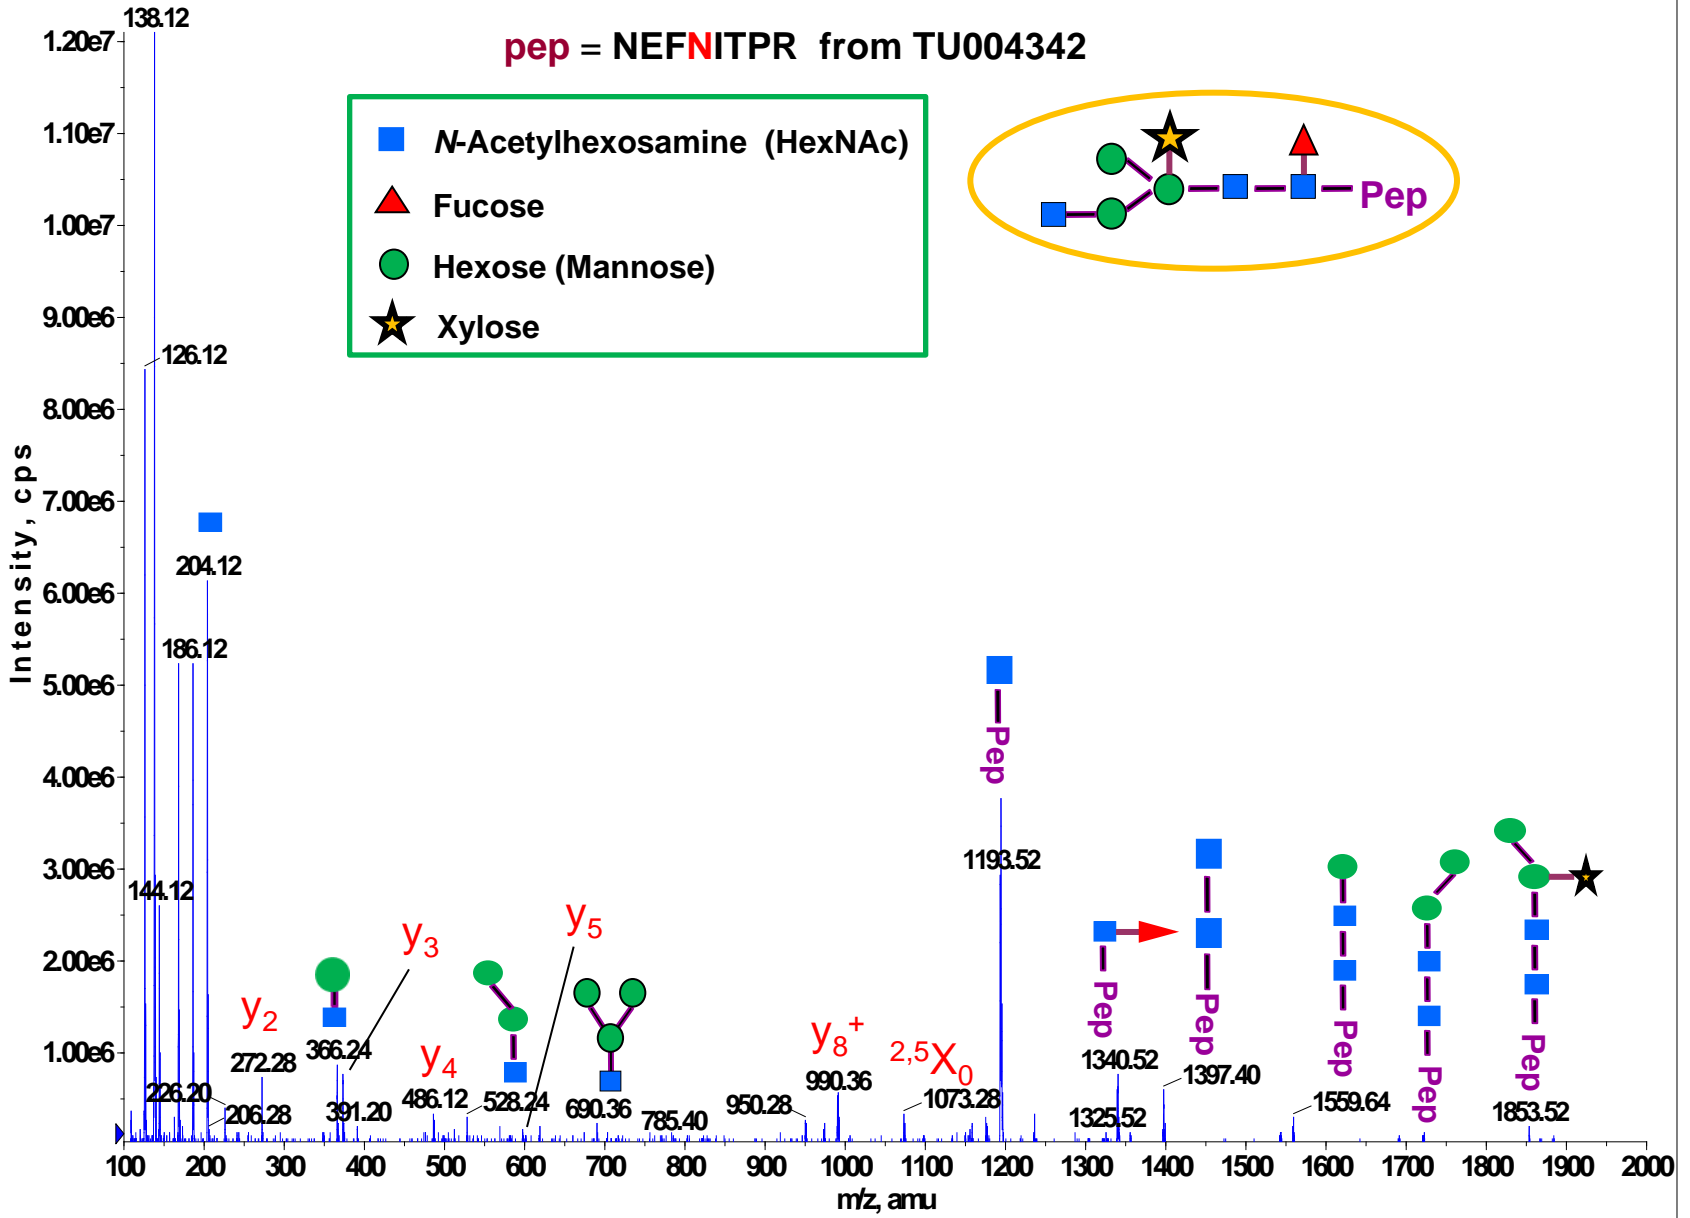 pep = NEFNITPR from TU004342
N-Acetylhexosamine (HexNAc)
Fucose
Hexose (Mannose)
Xylose
Pep
Intensity, cps
1.20e7
1.10e7
1.00e7
9.00e6
8.00e6
7.00e6
6.00e6
5.00e6
4.00e6
3.00e6
2.00e6
1.00e6
138.12
126.12
204.12
186.12
144.12
226.20
206.28
y2
272.28
366.24
y3
391.20
y4
486.12
528.24
y5
690.36
785.40
950.28
y8+
990.36
2,5X0
1073.28
Pep
1193.52
Pep
1340.52
1325.52
Pep
1397.40
Pep
1559.64
Pep
Pep
1853.52
100 200 300 400 500 600 700 800 900 1000 1100 1200 1300 1400 1500 1600 1700 1800 1900 2000
m/z, amu